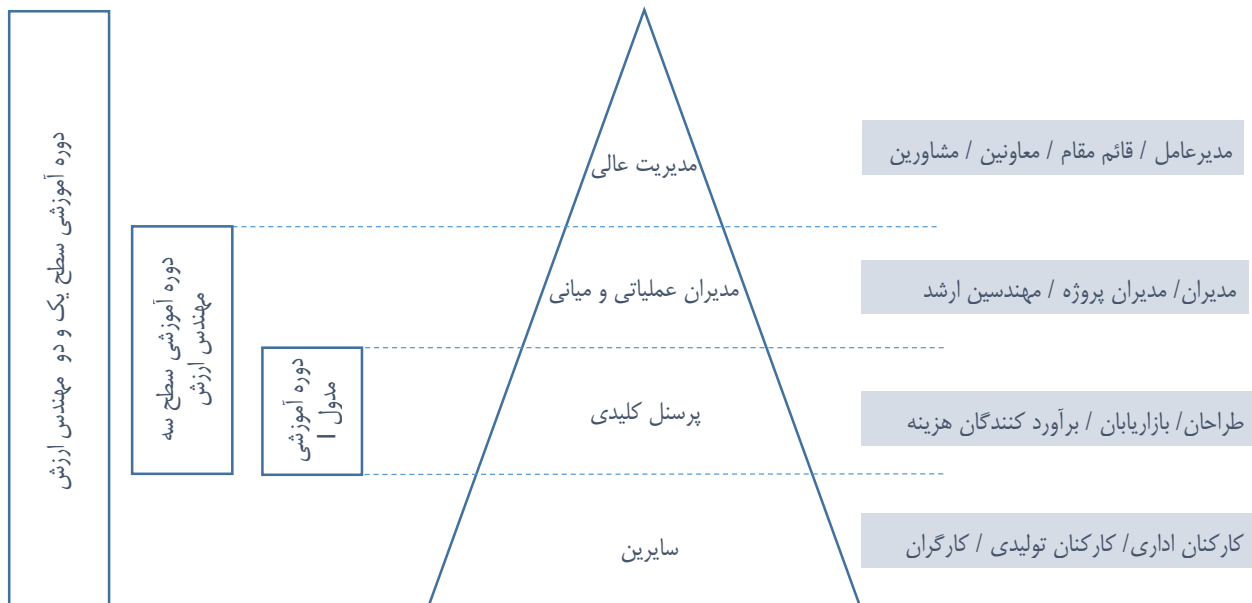 مدیرعامل / قائم مقام / معاونین / مشاورین
مدیریت عالی
مدیران/ مدیران پروژه / مهندسین ارشد
مدیران عملیاتی و میانی
طراحان/ بازاریابان / برآورد کنندگان هزینه
پرسنل کلیدی
کارکنان اداری/ کارکنان تولیدی / کارگران
سایرین
دوره آموزشی
مدول I
دوره آموزشی سطح سه
مهندس ارزش
دوره آموزشی سطح یک و دو مهندس ارزش